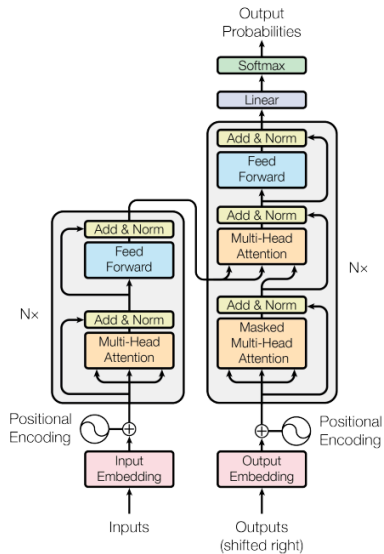 Output
Probabilities
Softmax
Linear
Add & Norm
Feed
Forward
Add & Norm
Multi-Head
Attention
Add & Norm
Masked
Multi-Head
Attention
N×
Add & Norm
Feed
Forward
Add & Norm
Multi-Head
Attention
N×
Positional
Encoding
Positional
Encoding
Input
Embedding
Output
Embedding
Inputs
Outputs
(shifted right)